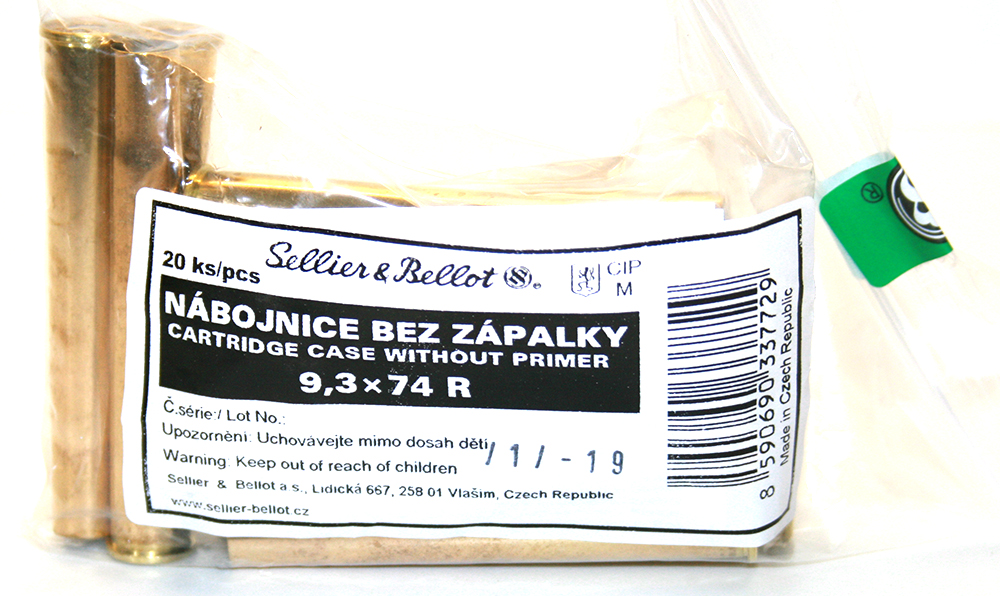 20 ks/pcs
Sellier & Bellot
®
CIP
M
NÁBOJNICE BEZ ZÁPALKY
CARTRIDGE CASE WITHOUT PRIMER
9,3×74 R
Č.série:/ Lot No.:
/1/-19
Upozornění: Uchovávejte mimo dosah dětí
Warning: Keep out of reach of children
Sellier & Bellot a s., Lidická 667, 258 01 Vlašim, Czech Republic
www.sellier-bellot.cz
8 590690 337729
Made in Czech Republic
®